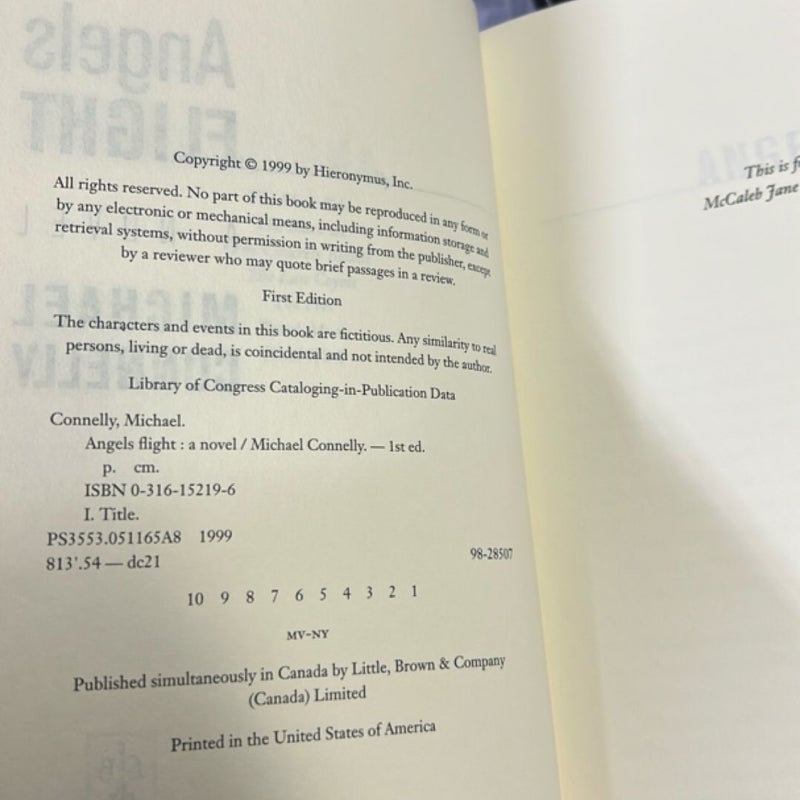 Copyright © 1999 by Hieronymus, Inc.
All rights reserved. No part of this book may be reproduced in any form or
by any electronic or mechanical means, including information storage and
retrieval systems, without permission in writing from the publisher, except
by a reviewer who may quote brief passages in a review.
First Edition
The characters and events in this book are fictitious. Any similarity to real
persons, living or dead, is coincidental and not intended by the author.
Library of Congress Cataloging-in-Publication Data
Connelly, Michael.
Angels flight : a novel / Michael Connelly. — 1st ed.
p. cm.
ISBN 0-316-15219-6
I. Title.
PS3553.051165A8 1999
813'.54 — dc21
98-28507
10 9 8 7 6 5 4 3 2 1
MV-NY
Published simultaneously in Canada by Little, Brown & Company
(Canada) Limited
Printed in the United States of America
This is
McCaleb Jane
Angels
FLIGHT
MICHAEL